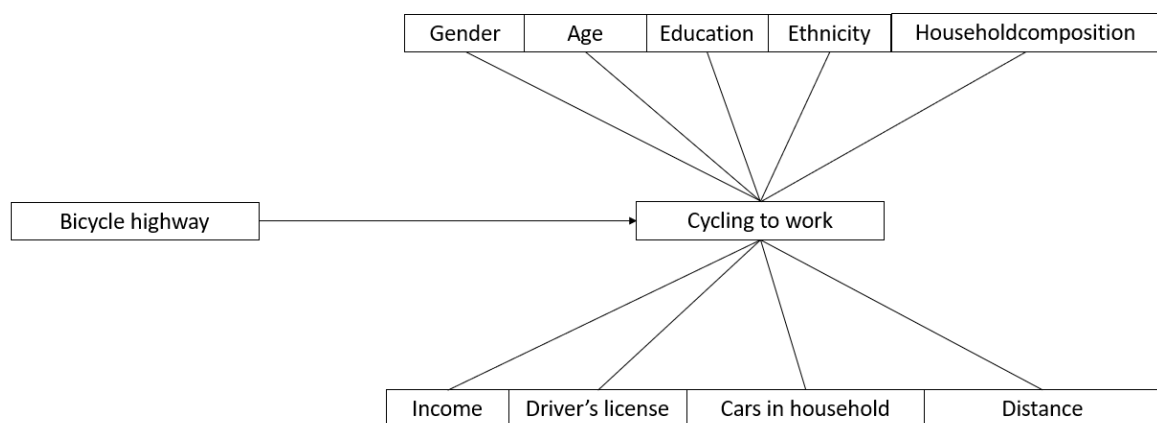 Gender Age Education Ethnicity Householdcomposition
Bicycle highway Cycling to work
Income Driver’s license Cars in household Distance